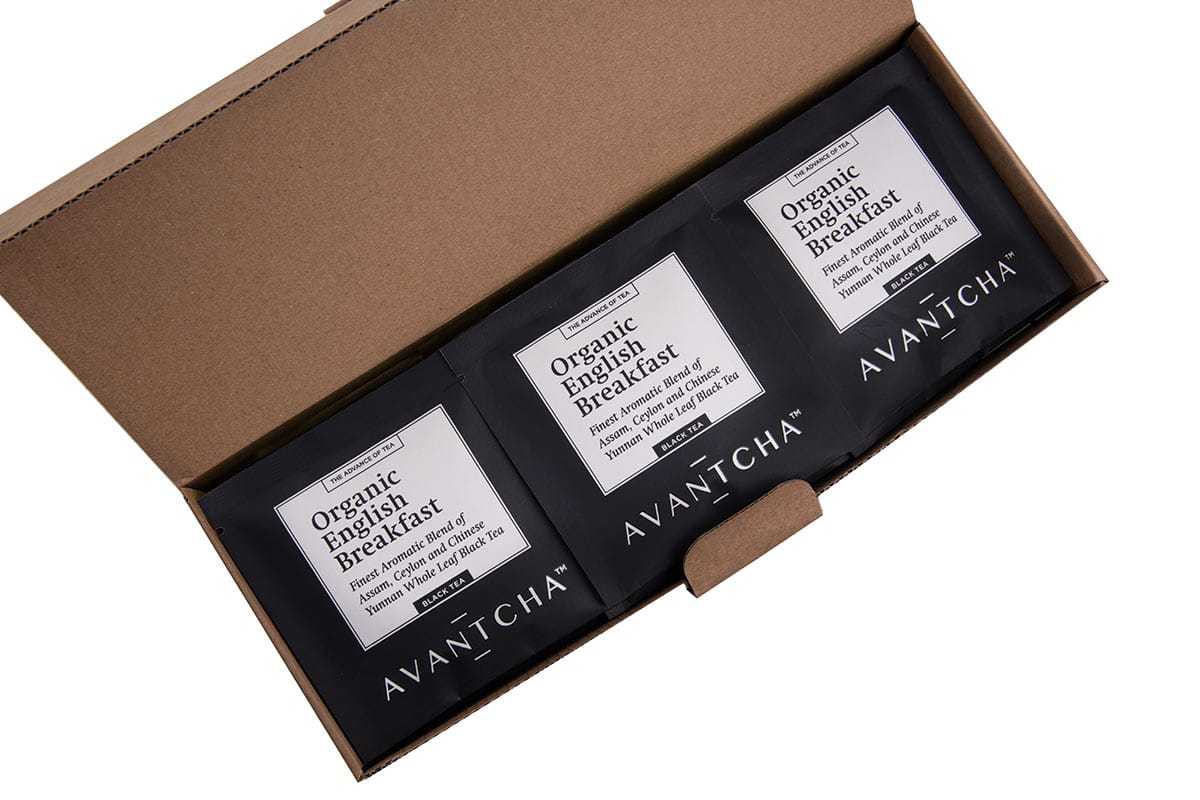 THE ADVANCE OF TEA
Organic
English
Breakfast
Finest Aromatic Blend of
Assam, Ceylon and Chinese
Yunnan Whole Leaf Black Tea
BLACK TEA
AVANTCHA™
THE ADVANCE OF TEA
Organic
English
Breakfast
Finest Aromatic Blend of
Assam, Ceylon and Chinese
Yunnan Whole Leaf Black Tea
BLACK TEA
AVANTCHA™
THE ADVANCE OF TEA
Organic
English
Breakfast
Finest Aromatic Blend of
Assam, Ceylon and Chinese
Yunnan Whole Leaf Black Tea
BLACK TEA
AVANTCHA™